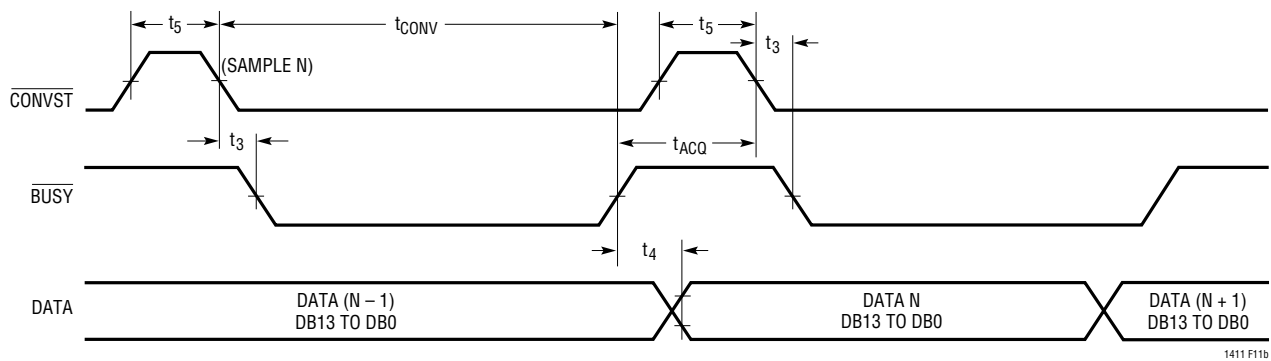 t5
tCONV
t5
t3
(SAMPLE N)
CONVST
t3
tACQ
BUSY
t4
DATA
DATA (N – 1)
DB13 TO DB0
DATA N
DB13 TO DB0
DATA (N + 1)
DB13 TO DB0
1411 F11b